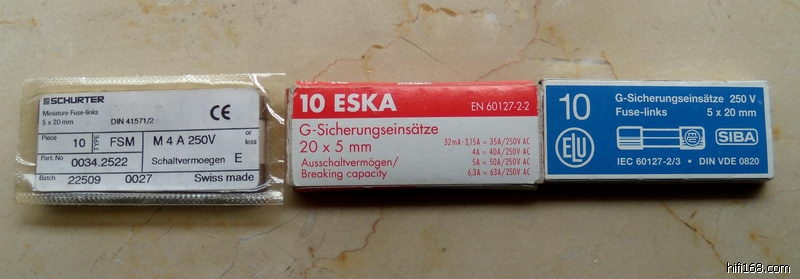 SCHURTER
Miniature Fuse-links
5 x 20 mm DIN 41571/2
CE
Piece 10 TYPE FSM M 4 A 250V or less
Part. No 0034.2522 Schaltvermoegen E
Batch 22509 0027 Swiss made
10 ESKA EN 60127-2-2
G-Sicherungseinsätze
20 x 5 mm
Ausschaltvermögen/
Breaking capacity
32mA-3,15A = 35A/250V AC
4A = 40A/250V AC
5A = 50A/250V AC
6,3A = 63A/250V AC
10 G-Sicherungseinsätze 250 V
Fuse-links 5 x 20 mm
ELU SIBA
IEC 60127-2/3 • DIN VDE 0820
hifi168.com